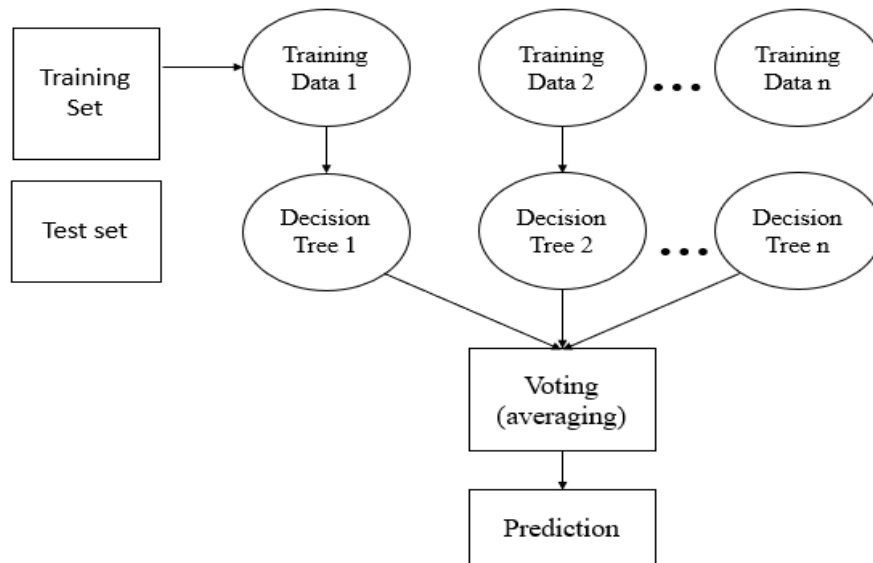 Training
Set
Training
Data 1
Training
Data 2
...
Training
Data n
Test set
Decision
Tree 1
Decision
Tree 2
...
Decision
Tree n
Voting
(averaging)
Prediction